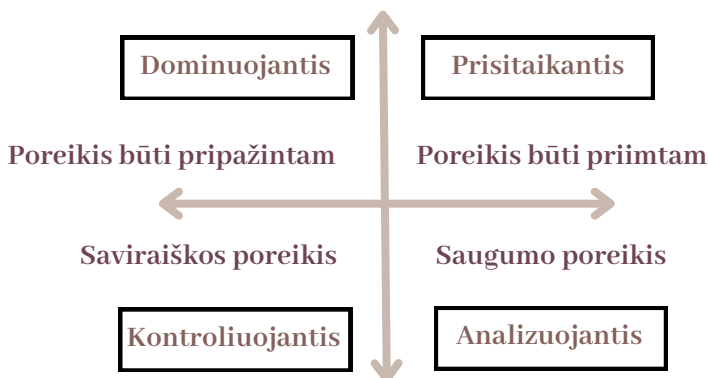 Dominuojantis
Prisitaikantis
Poreikis būti pripažintam
Poreikis būti priimtam
Saviraiškos poreikis
Saugumo poreikis
Kontroliuojantis
Analizuojantis